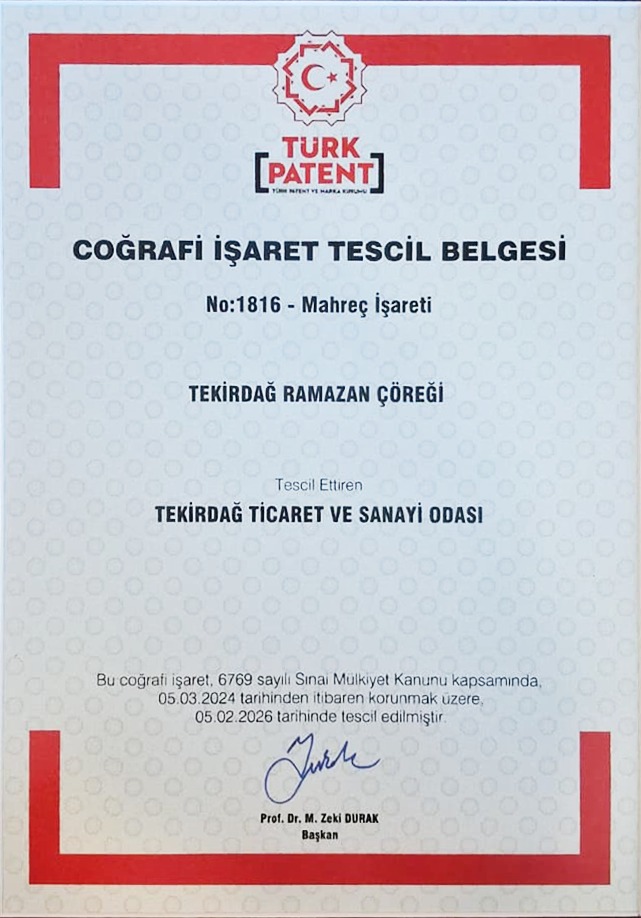 TÜRK
PATENT
TÜRK PATENT VE MARKA KURUMU
COĞRAFİ İŞARET TESCİL BELGESİ
No:1816 - Mahreç İşareti
TEKİRDAĞ RAMAZAN ÇÖREĞİ
Tescil Ettiren
TEKİRDAĞ TİCARET VE SANAYİ ODASI
Bu coğrafi işaret, 6769 sayılı Sınai Mülkiyet Kanunu kapsamında,
05.03.2024 tarihinden itibaren korunmak üzere,
05.02.2026 tarihinde tescil edilmiştir.
Prof. Dr. M. Zeki DURAK
Başkan